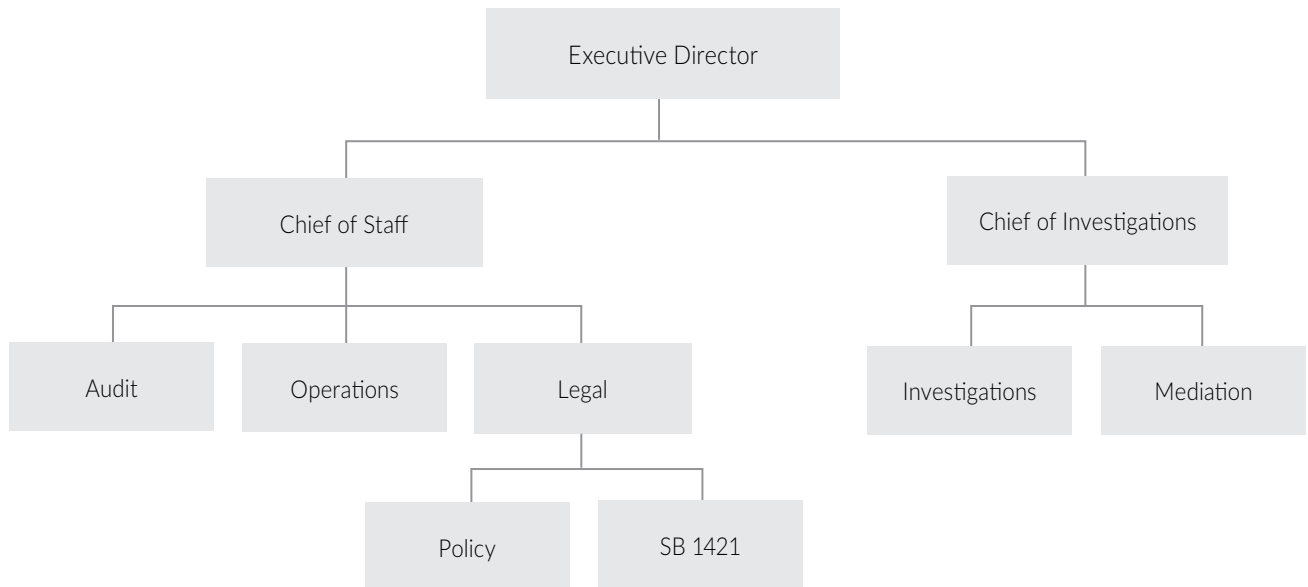 Executive Director
Chief of Staff
Chief of Investigations
Audit
Operations
Legal
Investigations
Mediation
Policy
SB 1421